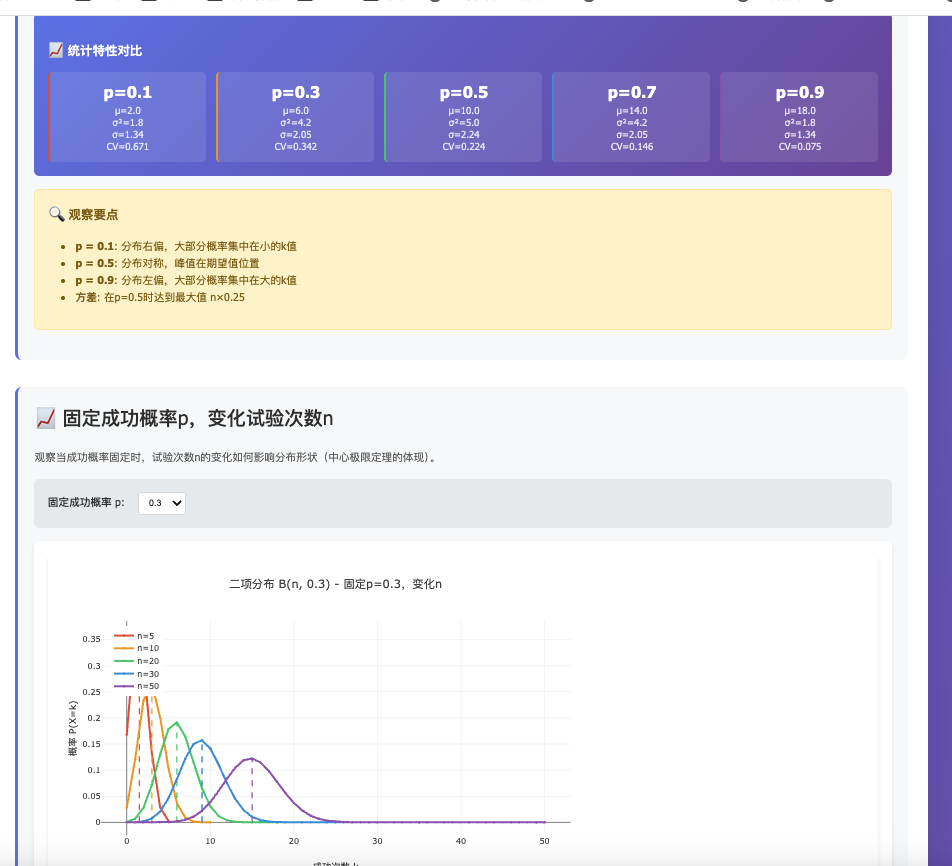 📈 统计特性对比
p=0.1
μ=2.0
σ²=1.8
σ=1.34
CV=0.671
p=0.3
μ=6.0
σ²=4.2
σ=2.05
CV=0.342
p=0.5
μ=10.0
σ²=5.0
σ=2.24
CV=0.224
p=0.7
μ=14.0
σ²=4.2
σ=2.05
CV=0.146
p=0.9
μ=18.0
σ²=1.8
σ=1.34
CV=0.075
🔍 观察要点
• p = 0.1: 分布右偏，大部分概率集中在小的k值
• p = 0.5: 分布对称，峰值在期望值位置
• p = 0.9: 分布左偏，大部分概率集中在大的k值
• 方差: 在p=0.5时达到最大值 n×0.25
📈 固定成功概率p，变化试验次数n
观察当成功概率固定时，试验次数n的变化如何影响分布形状（中心极限定理的体现）。
固定成功概率 p: 0.3
二项分布 B(n, 0.3) - 固定p=0.3，变化n
n=5
n=10
n=20
n=30
n=50
概率 P(X=k)
0.35
0.3
0.25
0.2
0.15
0.1
0.05
0
0 10 20 30 40 50